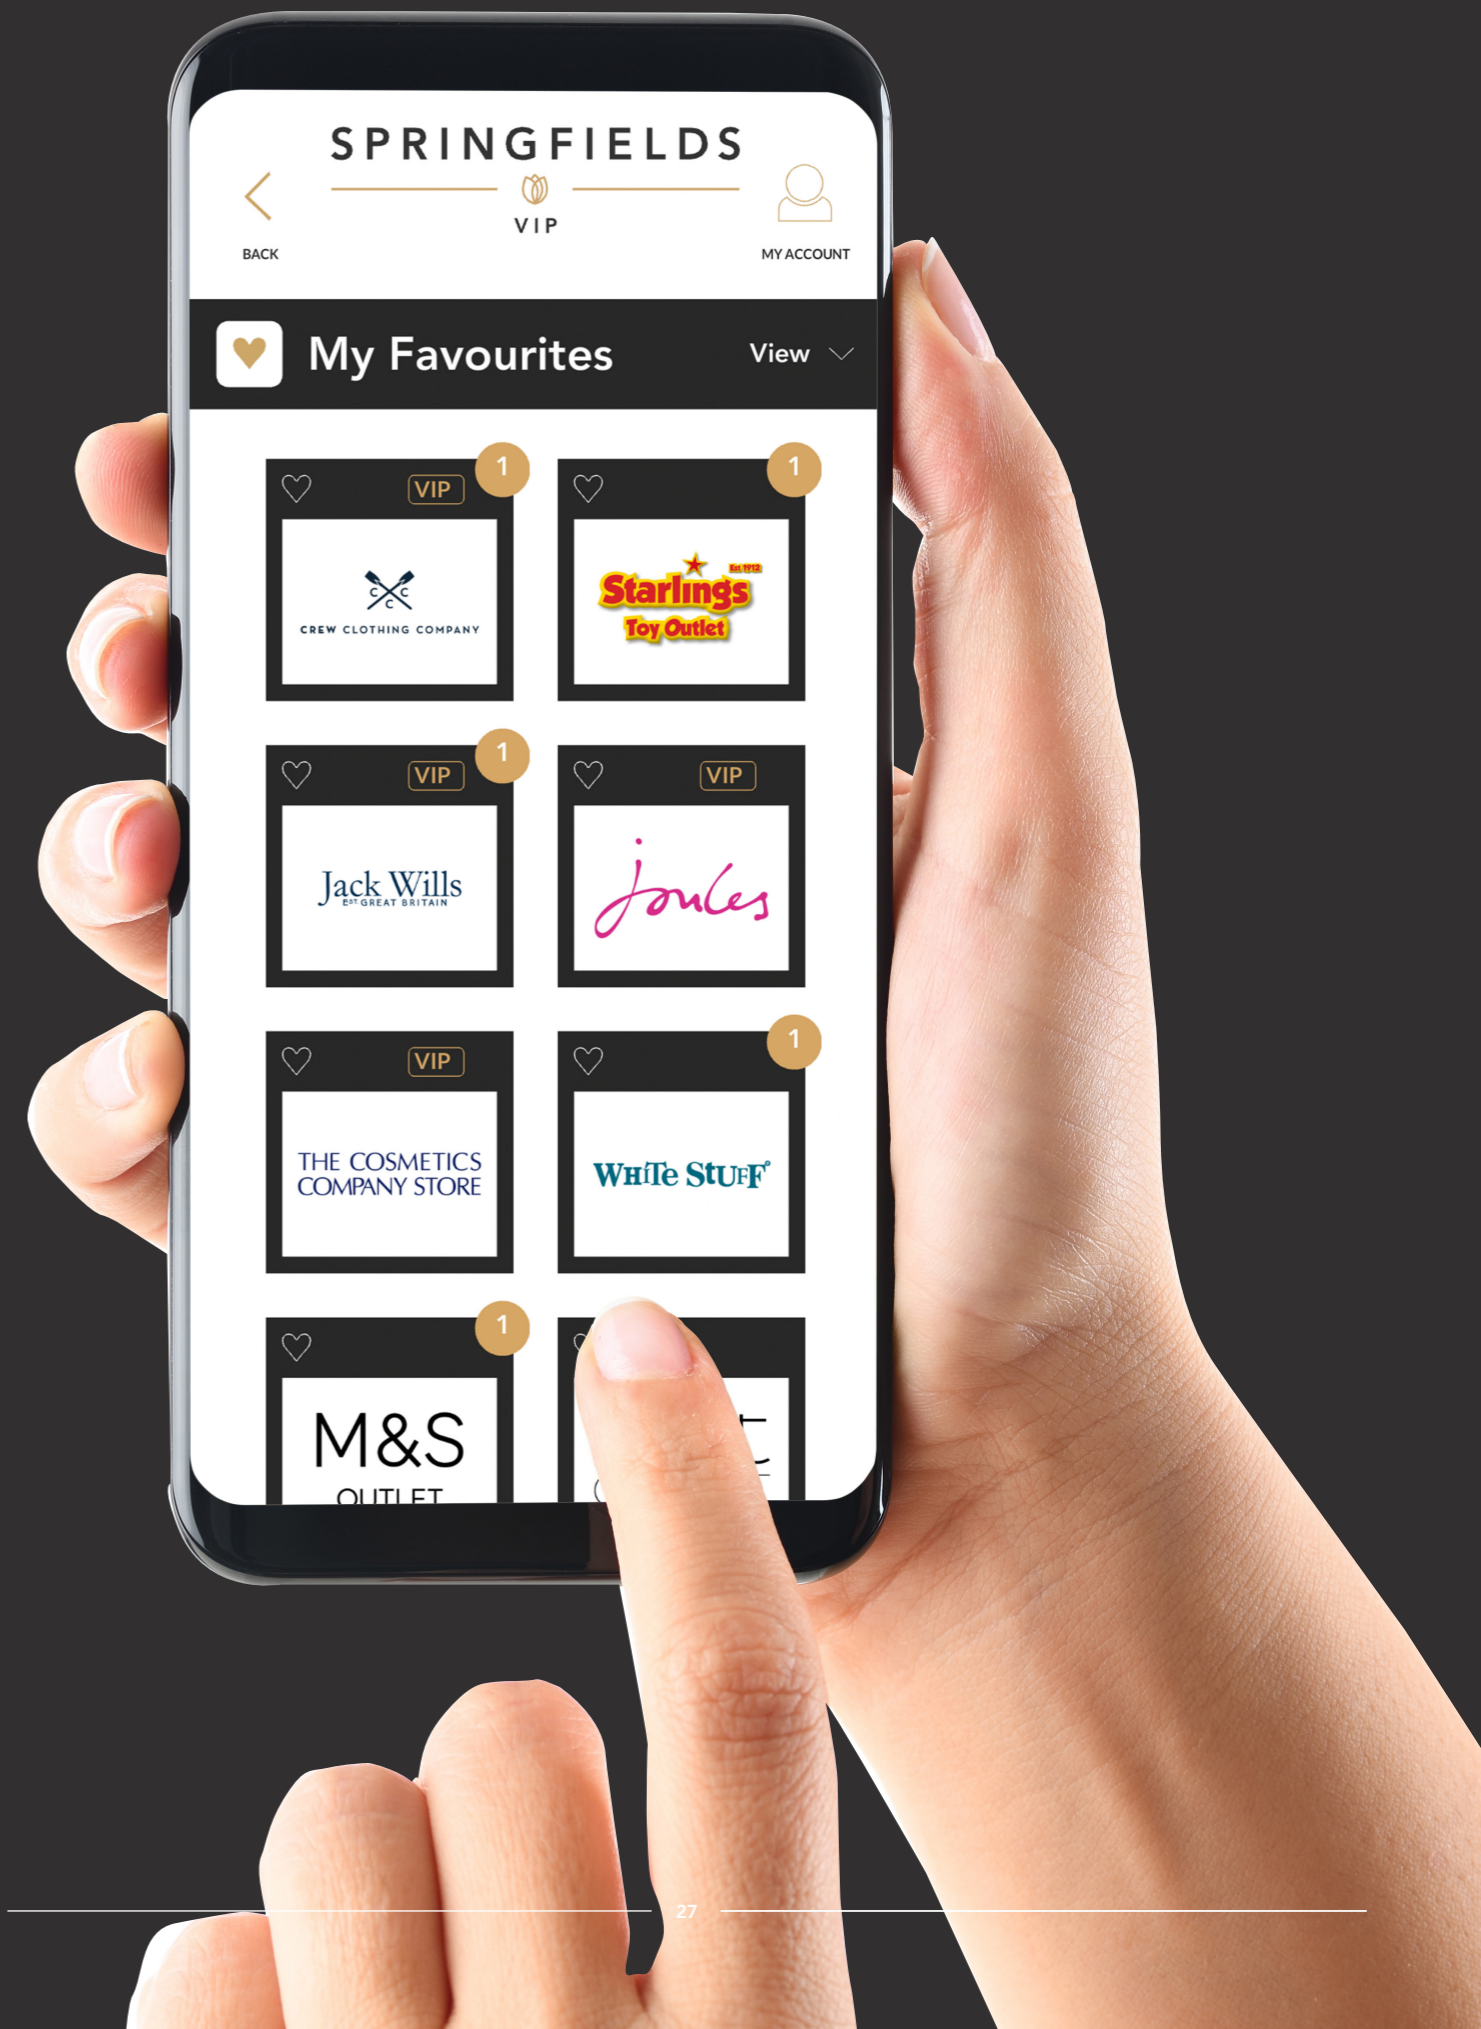 SPRINGFIELDS
VIP
BACK
MY ACCOUNT
My Favourites
View
VIP
1
1
C C
C
CREW CLOTHING COMPANY
Est 1912
Starlings
Toy Outlet
VIP
1
VIP
Jack Wills
EST. GREAT BRITAIN
Joules
VIP
1
THE COSMETICS
COMPANY STORE
WHiTe StUFF
1
M&S
OUTLET
27